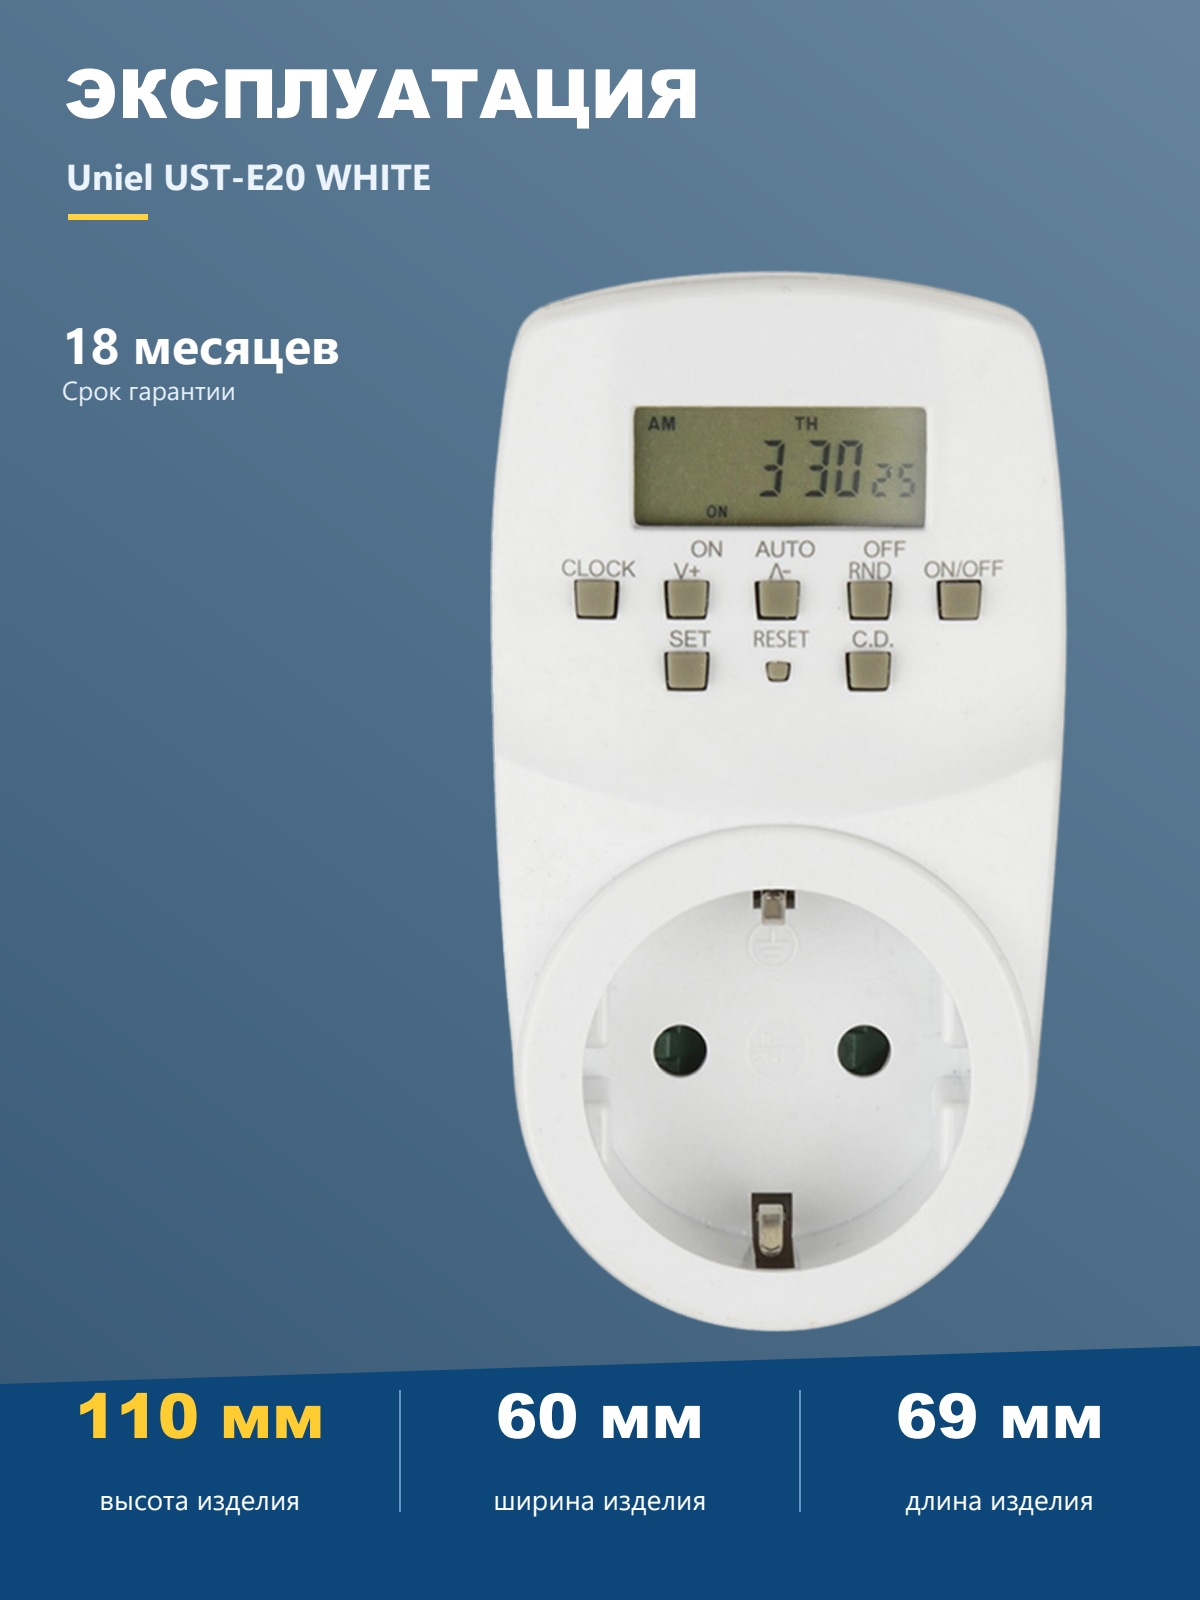 ЭКСПЛУАТАЦИЯ
Uniel UST-E20 WHITE
18 месяцев
Срок гарантии
AM TH
3 30 25
ON
ON AUTO OFF
CLOCK V+ Λ- RND ON/OFF
SET RESET C.D.
110 мм 60 мм 69 мм
высота изделия ширина изделия длина изделия